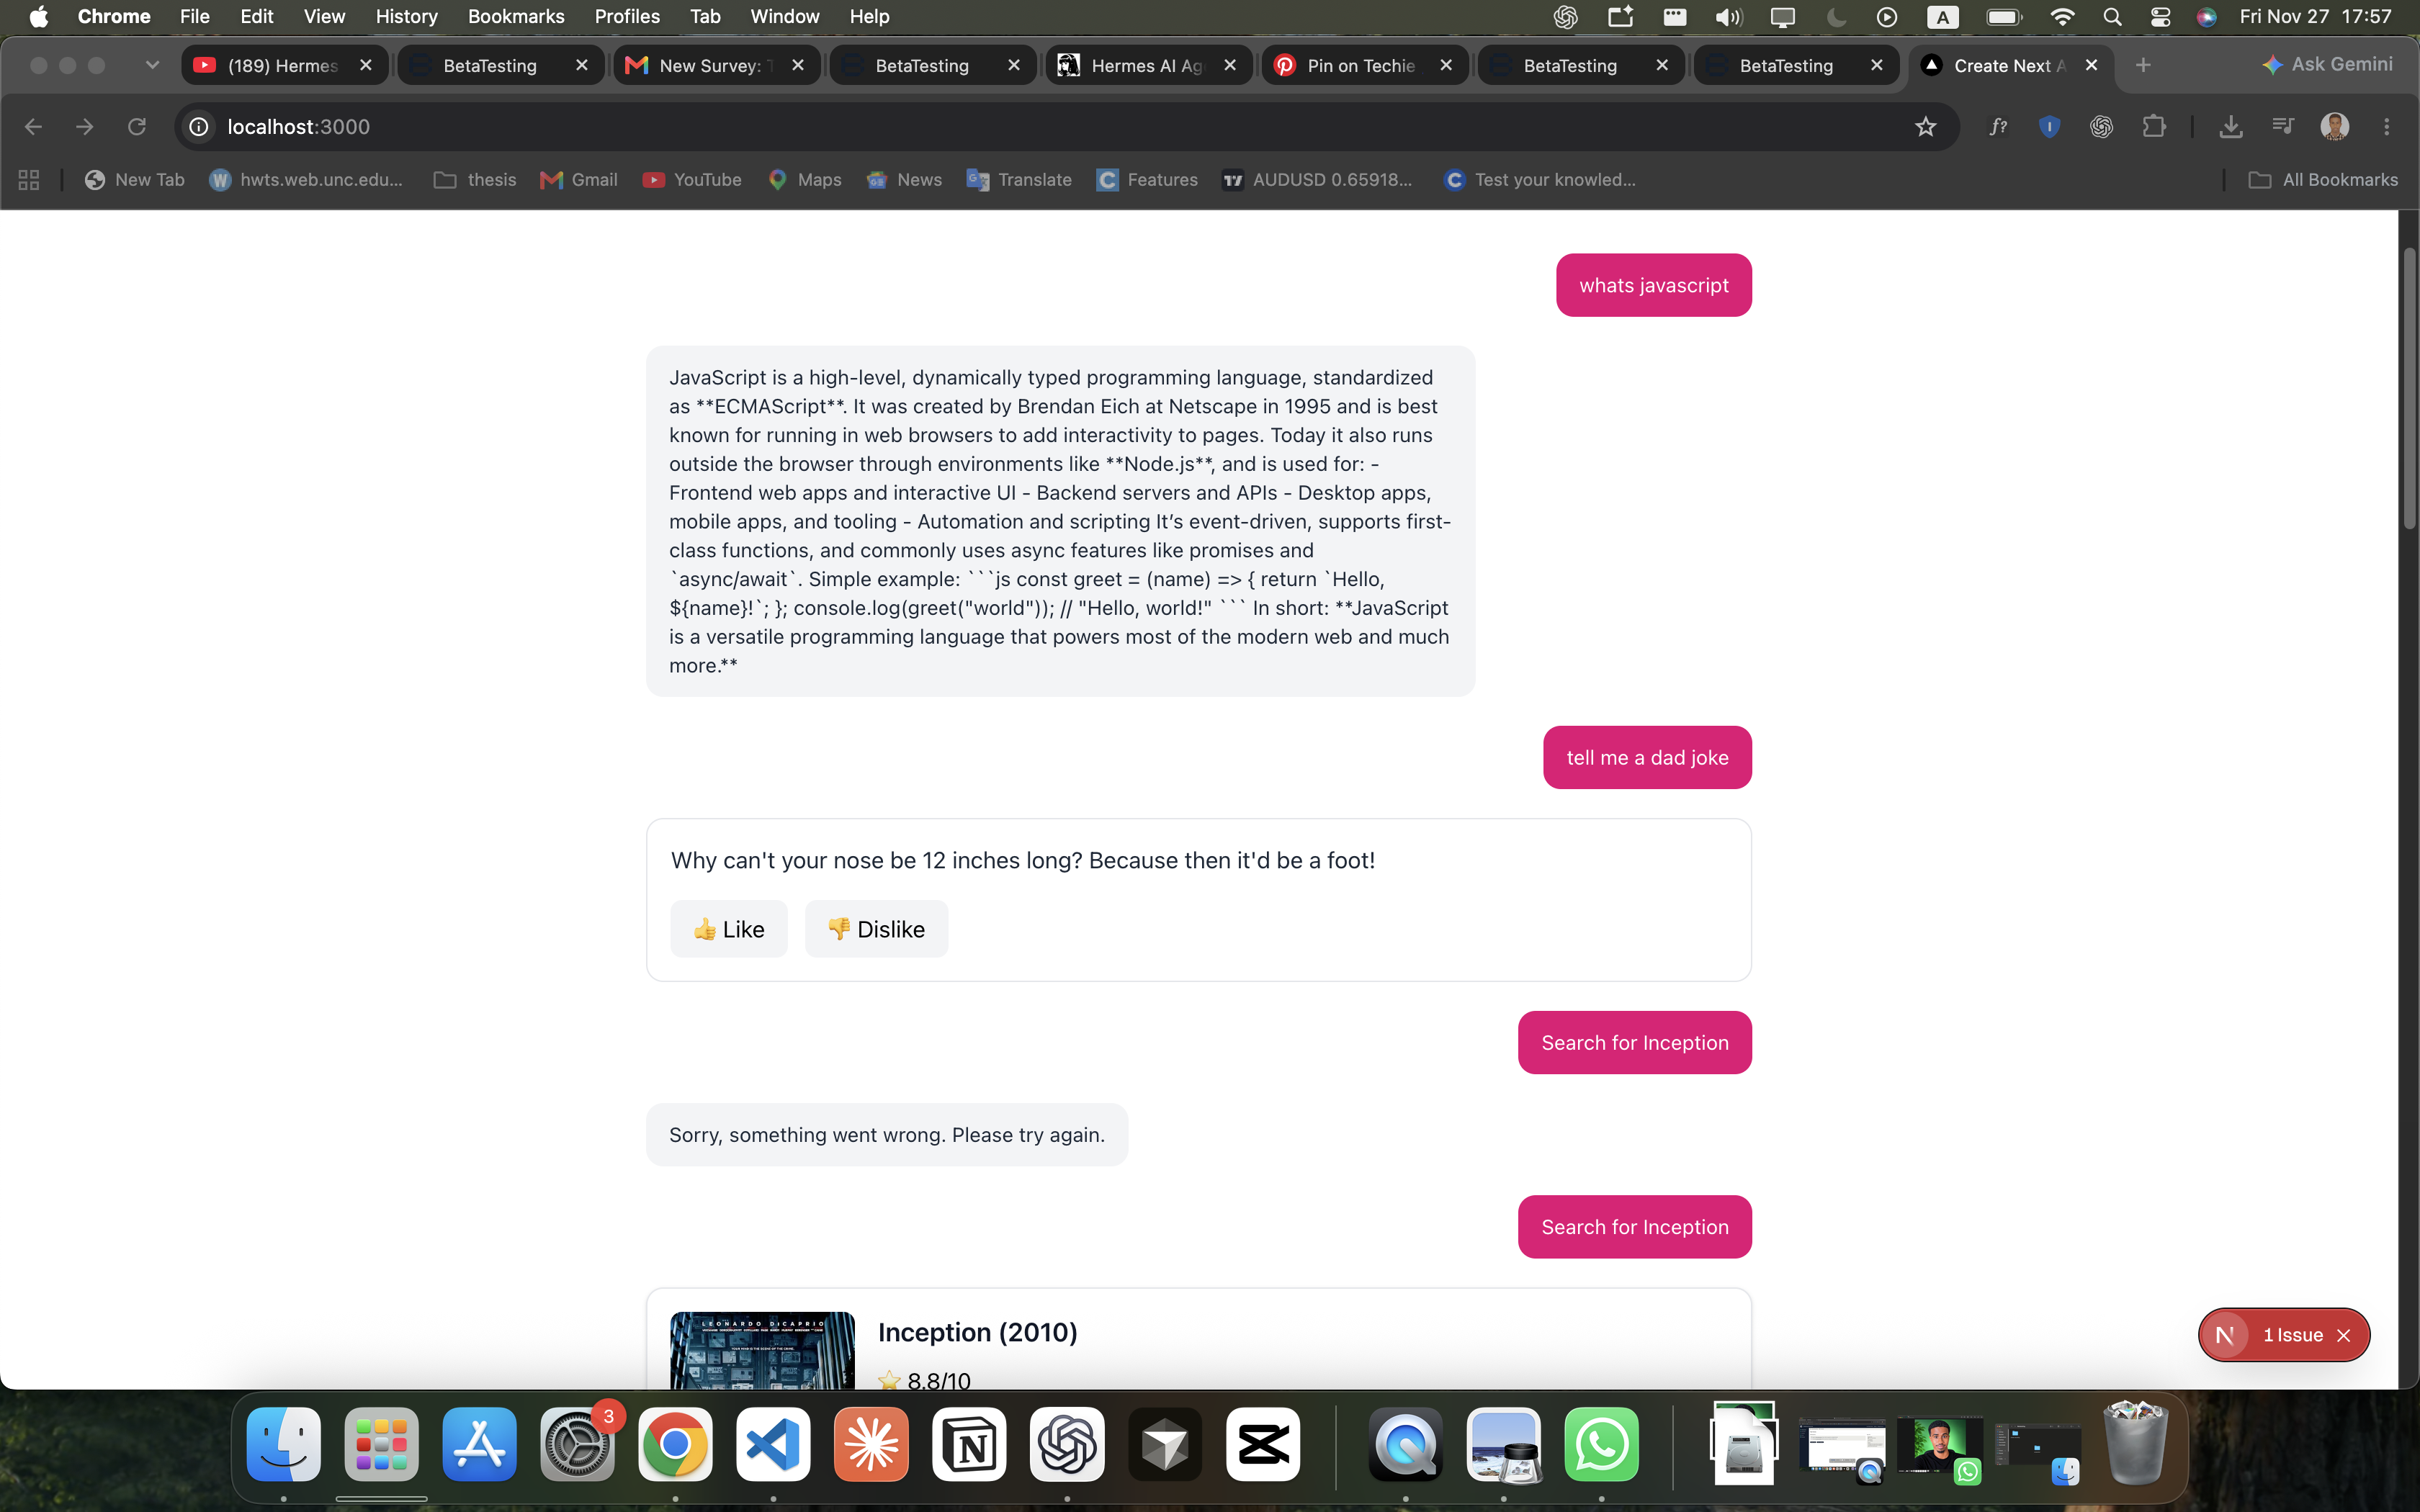 Chrome File Edit View History Bookmarks Profiles Tab Window Help
A
Fri Nov 27 17:57
(189) Hermes
BetaTesting
New Survey: T
BetaTesting
Hermes AI Ag
Pin on Techie
BetaTesting
BetaTesting
Create Next A
Ask Gemini
localhost:3000
f?
New Tab
hwts.web.unc.edu...
thesis
Gmail
YouTube
Maps
News
Translate
Features
AUDUSD 0.65918...
Test your knowled...
All Bookmarks
whats javascript
JavaScript is a high-level, dynamically typed programming language, standardized
as **ECMAScript**. It was created by Brendan Eich at Netscape in 1995 and is best
known for running in web browsers to add interactivity to pages. Today it also runs
outside the browser through environments like **Node.js**, and is used for: -
Frontend web apps and interactive UI - Backend servers and APIs - Desktop apps,
mobile apps, and tooling - Automation and scripting It’s event-driven, supports first-
class functions, and commonly uses async features like promises and
`async/await`. Simple example: ```js const greet = (name) => { return `Hello,
${name}!`; }; console.log(greet("world")); // "Hello, world!" ``` In short: **JavaScript
is a versatile programming language that powers most of the modern web and much
more.**
tell me a dad joke
Why can't your nose be 12 inches long? Because then it'd be a foot!
👍 Like
👎 Dislike
Search for Inception
Sorry, something went wrong. Please try again.
Search for Inception
LEONARDO DiCAPRIO
Inception (2010)
⭐ 8.8/10
N 1 Issue
3